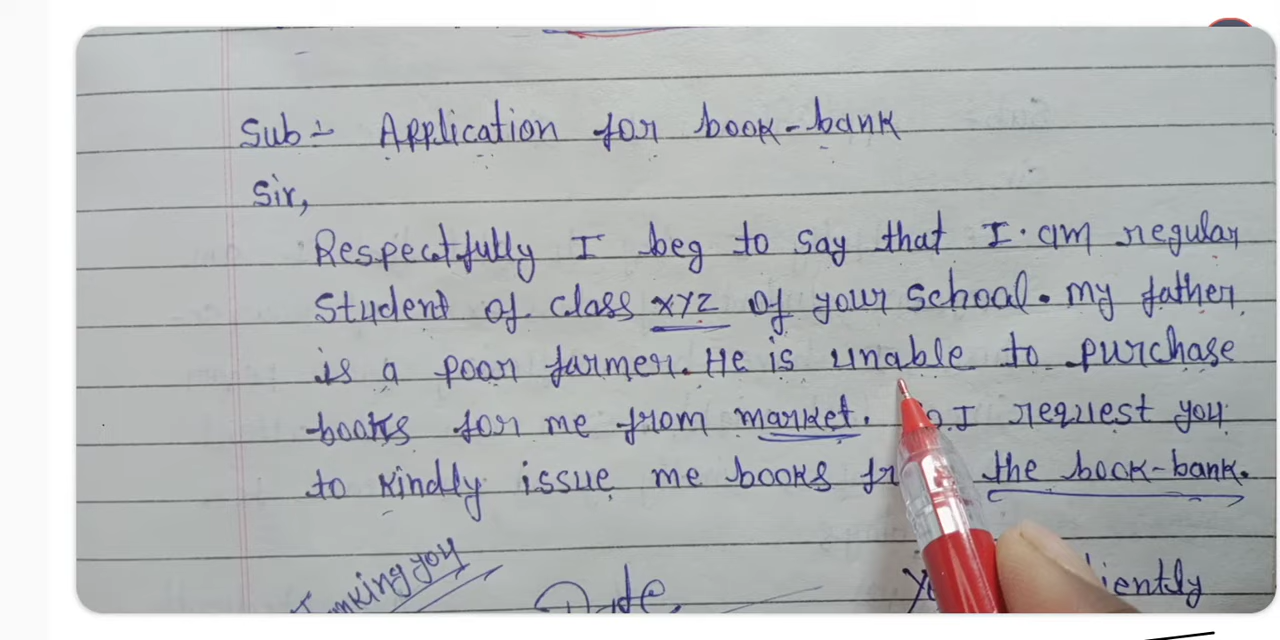 Sub:- Application for book-bank
Sir,
Respectfully I beg to say that I am regular
Student of class XYZ of your school. My father
is a poor farmer. He is unable to purchase
books for me from market. So I request you
to kindly issue me books the book-bank.
Thanking you
Date